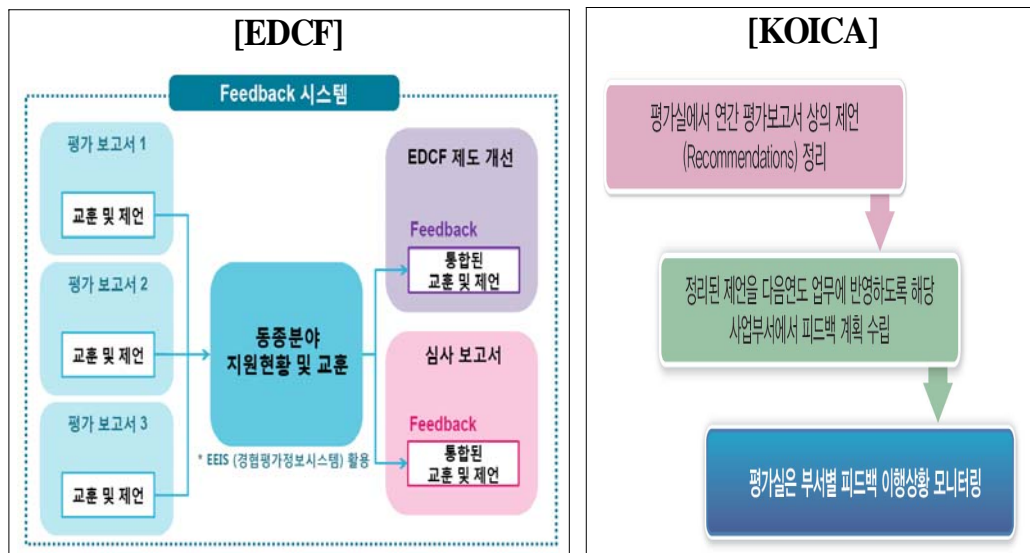 [EDCF]
Feedback 시스템
평가 보고서 1
교훈 및 제언
평가 보고서 2
교훈 및 제언
평가 보고서 3
교훈 및 제언
동종분야
지원현황 및 교훈
* EEIS (경협평가정보시스템) 활용
EDCF 제도 개선
Feedback
통합된
교훈 및 제언
심사 보고서
Feedback
통합된
교훈 및 제언
[KOICA]
평가실에서 연간 평가보고서 상의 제언
(Recommendations) 정리
정리된 제언을 다음연도 업무에 반영하도록 해당
사업부서에서 피드백 계획 수립
평가실은 부서별 피드백 이행상황 모니터링